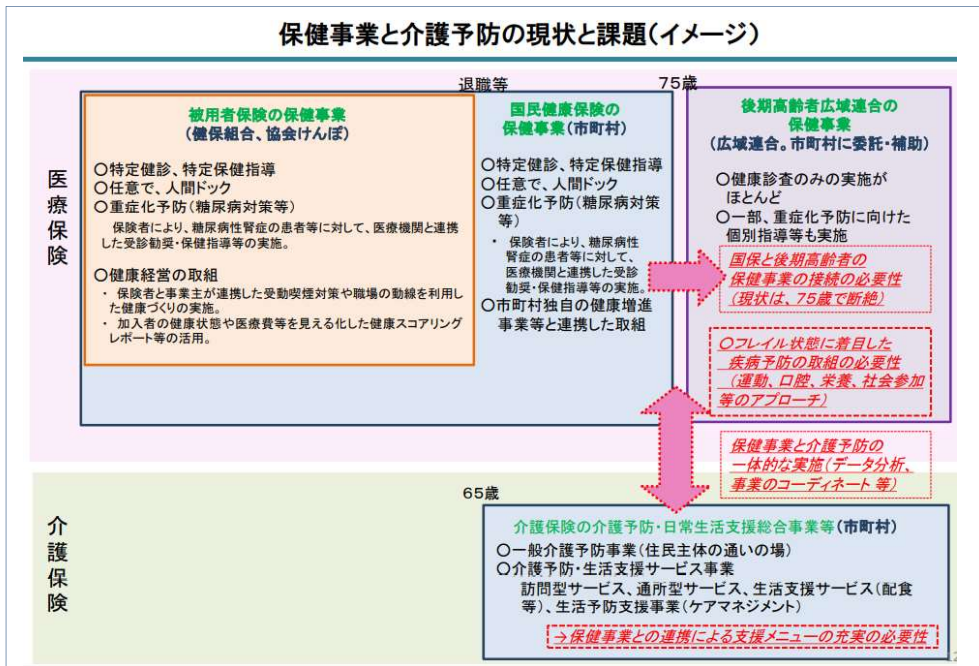 保健事業と介護予防の現状と課題（イメージ）
医療保険
退職等
75歳
被用者保険の保健事業
（健保組合、協会けんぽ）
○特定健診、特定保健指導
○任意で、人間ドック
○重症化予防（糖尿病対策等）
保険者により、糖尿病性腎症の患者等に対して、医療機関と連携
した受診勧奨・保健指導等の実施。
○健康経営の取組
・ 保険者と事業主が連携した受動喫煙対策や職場の動線を利用し
た健康づくりの実施。
・ 加入者の健康状態や医療費等を見える化した健康スコアリング
レポート等の活用。
国民健康保険の
保健事業（市町村）
○特定健診、特定保健指導
○任意で、人間ドック
○重症化予防（糖尿病対策
等）
・ 保険者により、糖尿病性
腎症の患者等に対して、
医療機関と連携した受診
勧奨・保健指導等の実施。
○市町村独自の健康増進
事業等と連携した取組
後期高齢者広域連合の
保健事業
（広域連合。市町村に委託・補助）
○健康診査のみの実施が
ほとんど
○一部、重症化予防に向けた
個別指導等も実施
国保と後期高齢者の
保健事業の接続の必要性
（現状は、75歳で断絶）
○フレイル状態に着目した
疾病予防の取組の必要性
（運動、口腔、栄養、社会参加
等のアプローチ）
保健事業と介護予防の
一体的な実施（データ分析、
事業のコーディネート等）
介護保険
65歳
介護保険の介護予防・日常生活支援総合事業等（市町村）
○一般介護予防事業（住民主体の通いの場）
○介護予防・生活支援サービス事業
訪問型サービス、通所型サービス、生活支援サービス（配食
等）、生活予防支援事業（ケアマネジメント）
→保健事業との連携による支援メニューの充実の必要性
12